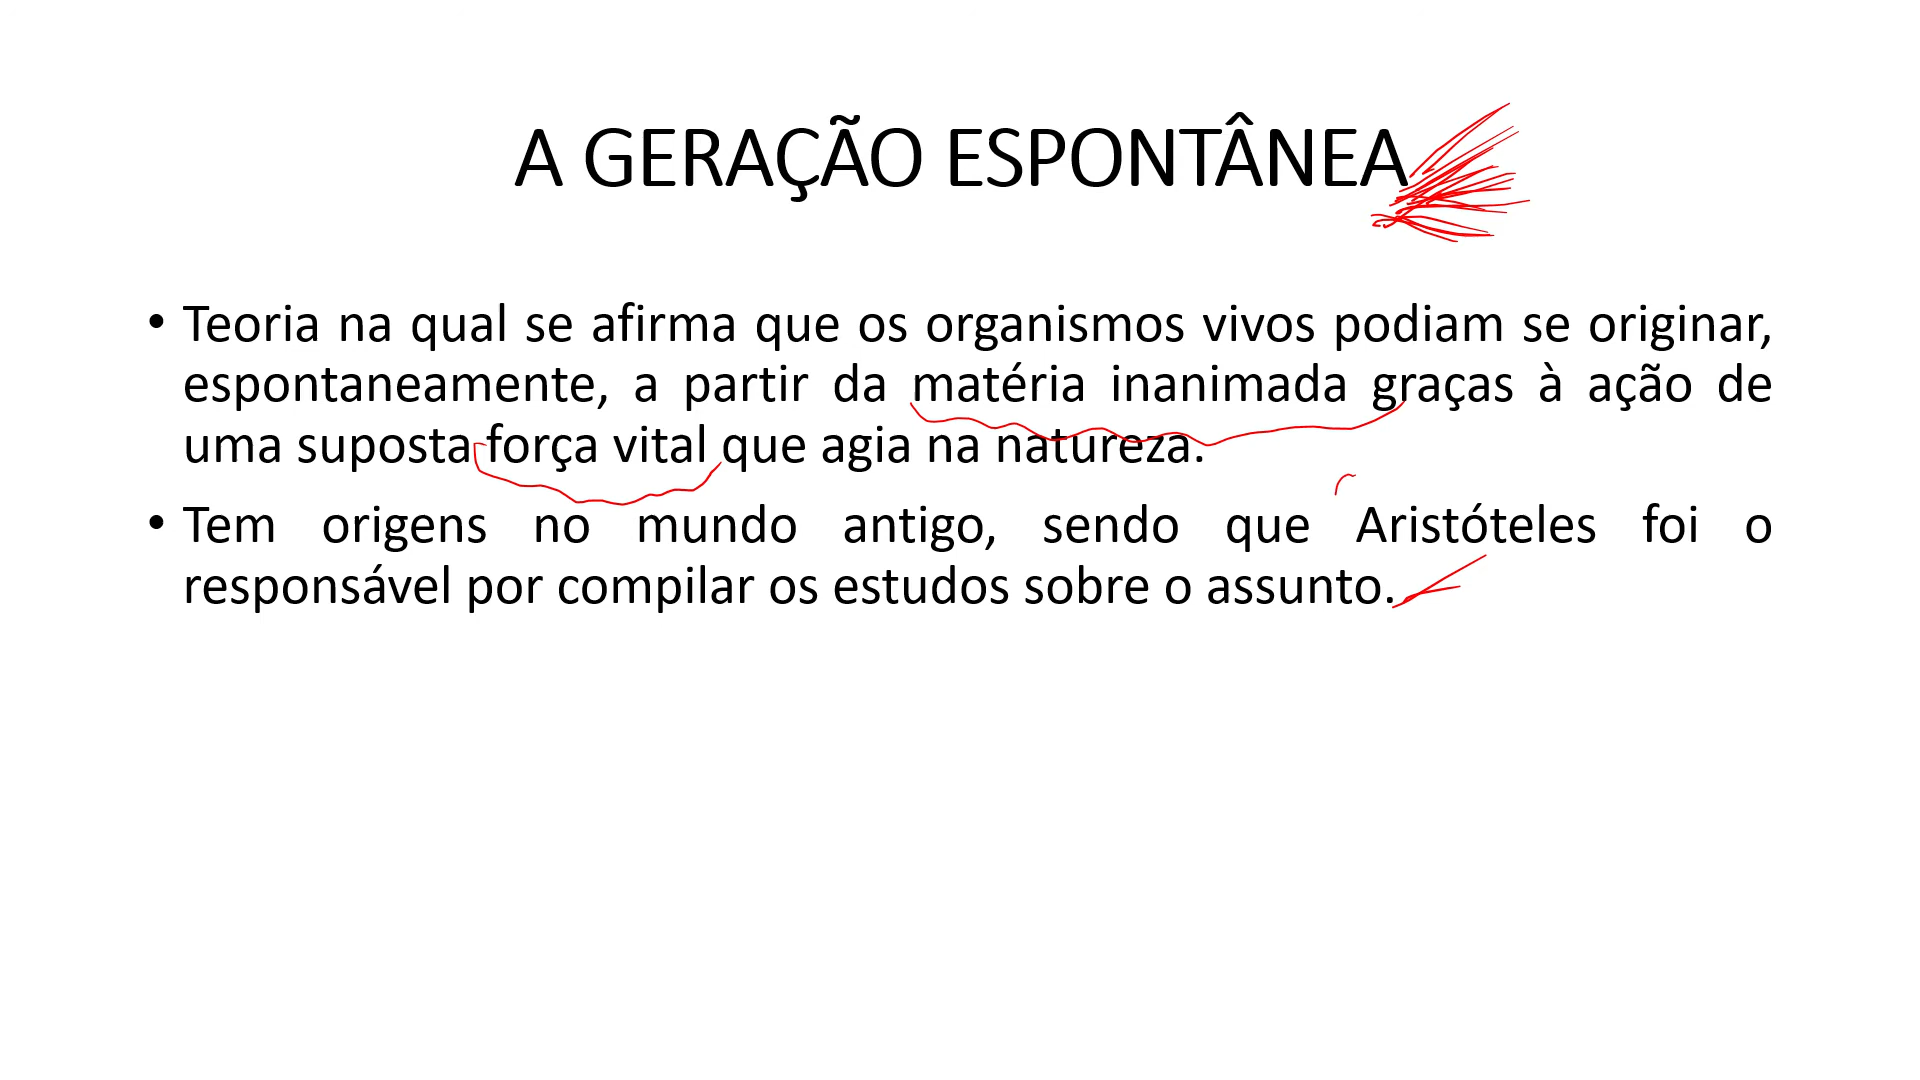 A GERAÇÃO ESPONTÂNEA
• Teoria na qual se afirma que os organismos vivos podiam se originar,
espontaneamente, a partir da matéria inanimada graças à ação de
uma suposta força vital que agia na natureza.
• Tem origens no mundo antigo, sendo que Aristóteles foi o
responsável por compilar os estudos sobre o assunto.